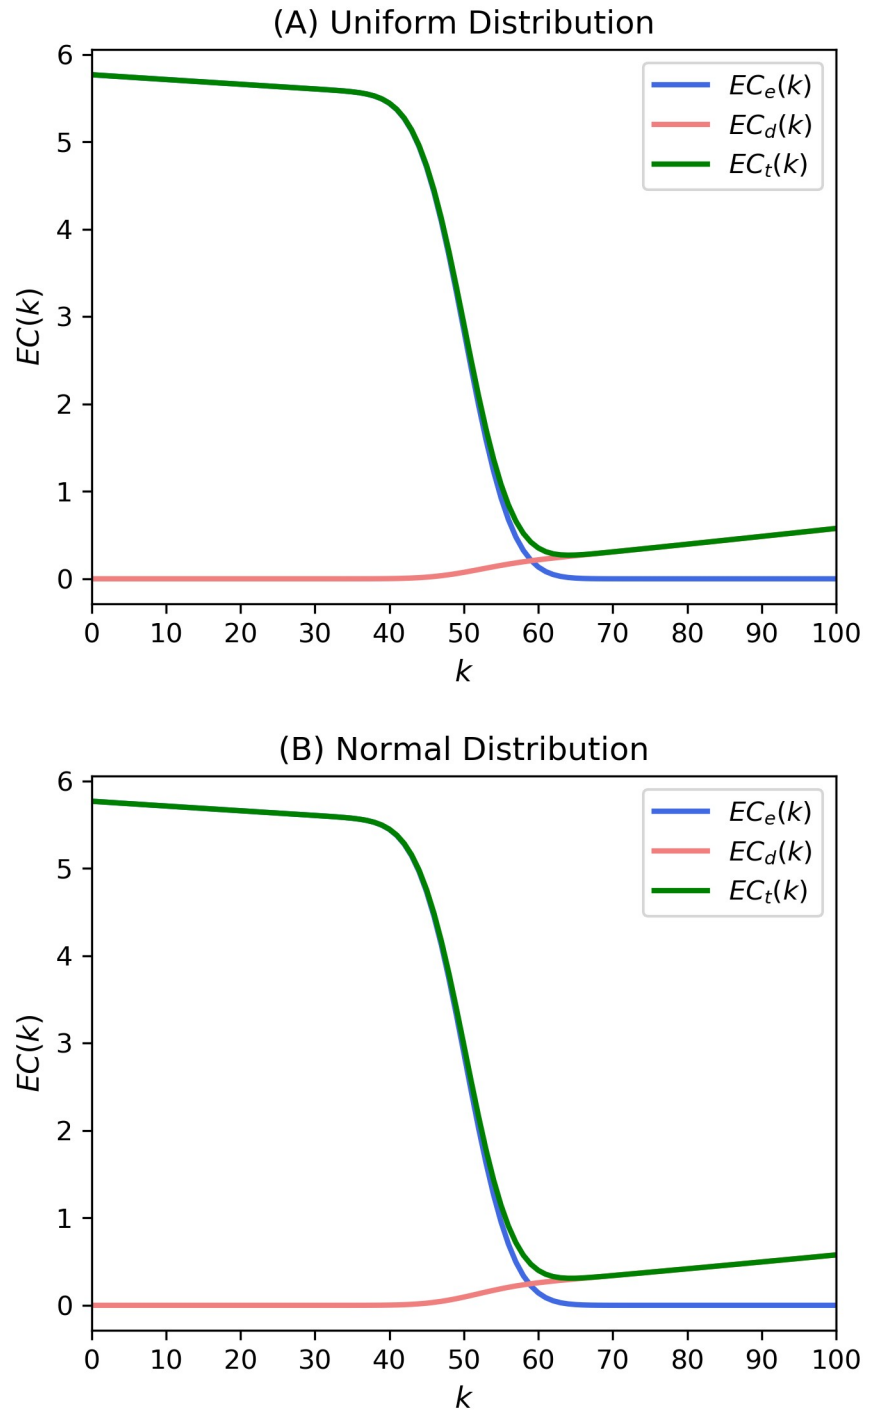 (A) Uniform Distribution
6
5
4
3
2
1
0
EC(k)
EC_e(k)
EC_d(k)
EC_t(k)
0 10 20 30 40 50 60 70 80 90 100
k
(B) Normal Distribution
6
5
4
3
2
1
0
EC(k)
EC_e(k)
EC_d(k)
EC_t(k)
0 10 20 30 40 50 60 70 80 90 100
k